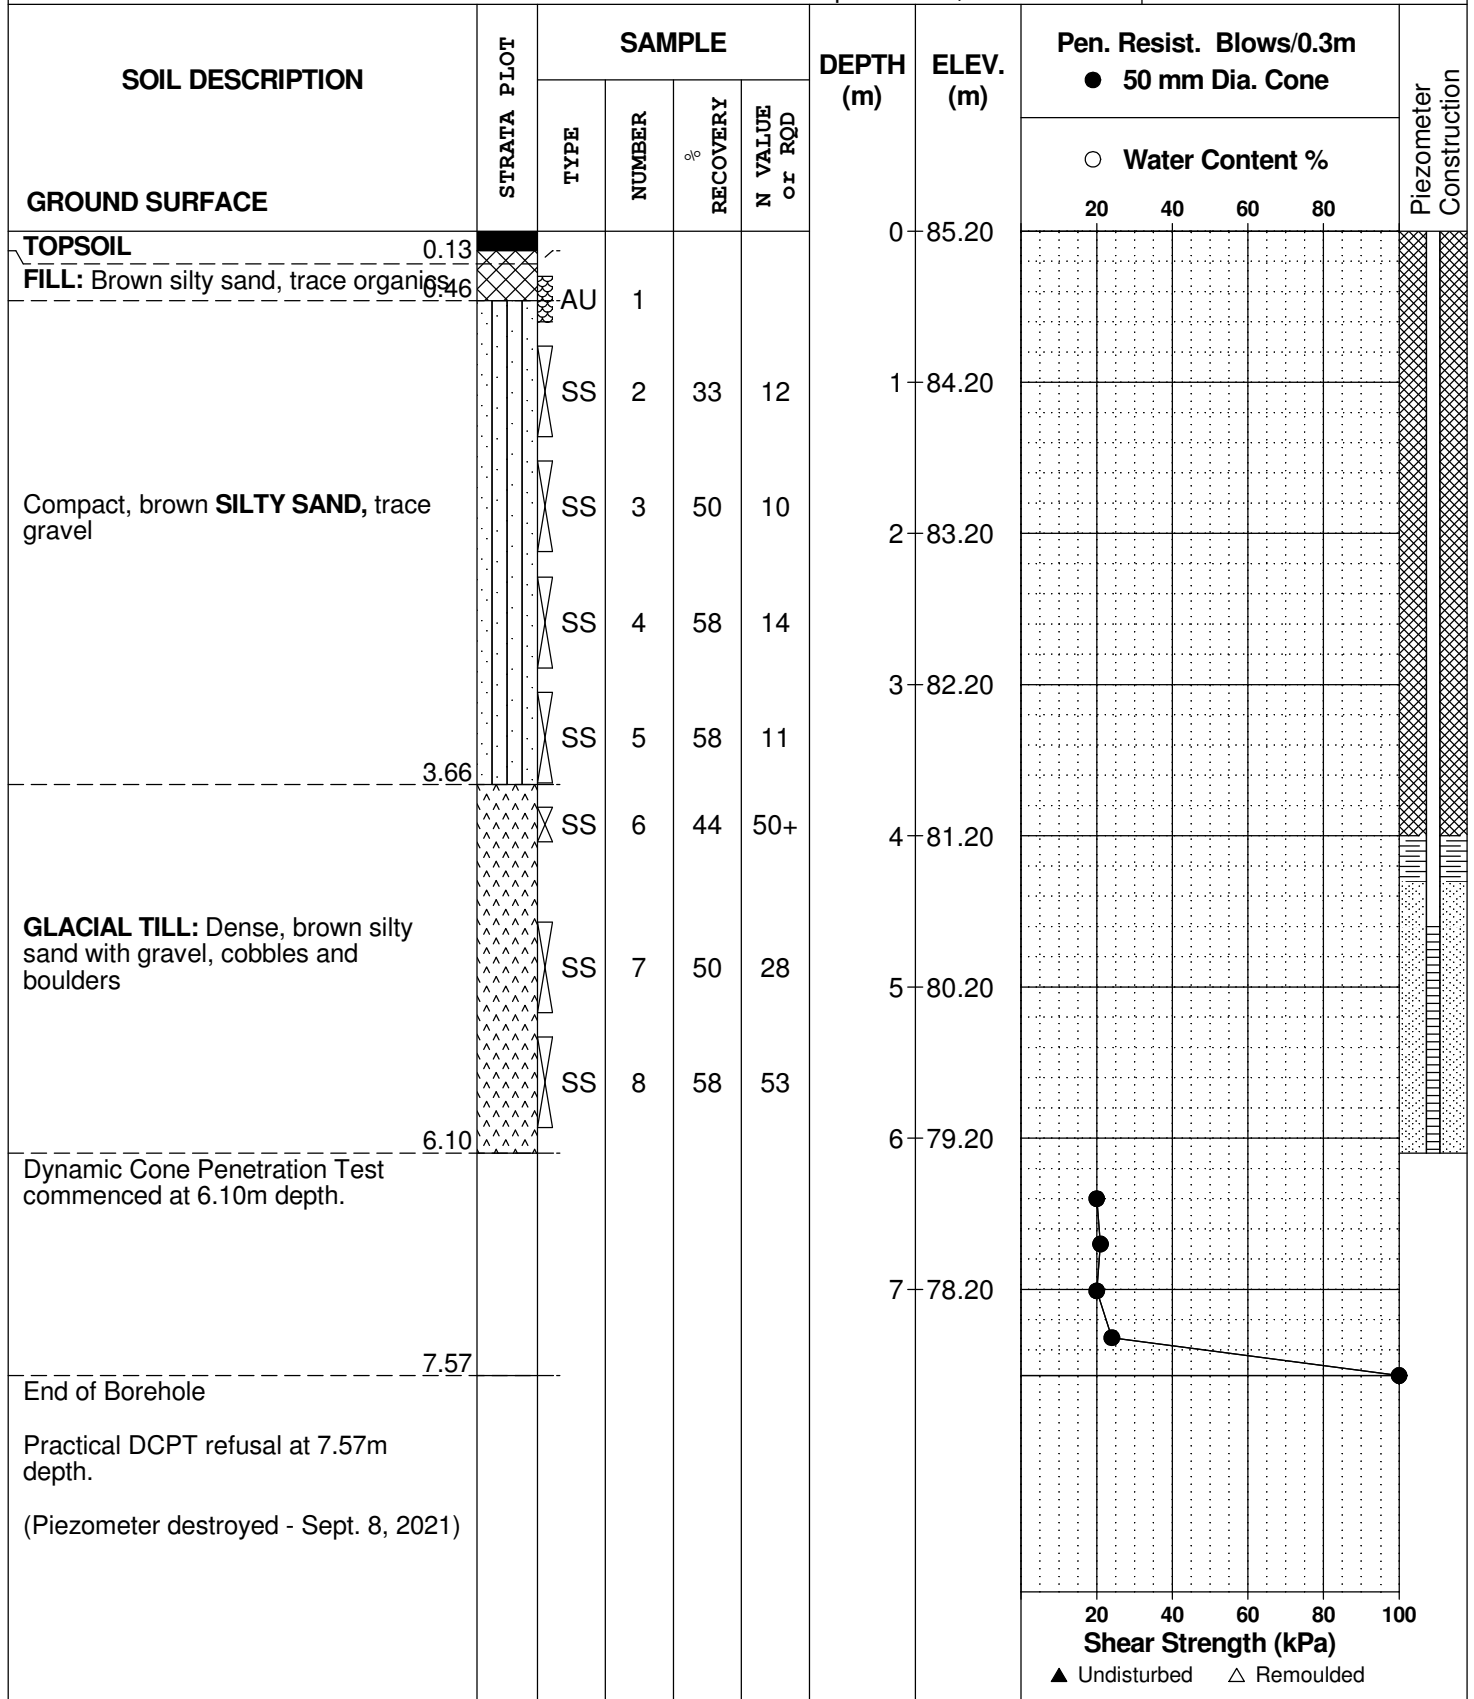 SOIL DESCRIPTION
GROUND SURFACE
STRATA PLOT
SAMPLE
TYPE
NUMBER
%
RECOVERY
N VALUE
or RQD
DEPTH
(m)
ELEV.
(m)
Pen. Resist. Blows/0.3m
● 50 mm Dia. Cone
○ Water Content %
20 40 60 80
Piezometer
Construction
0 85.20
TOPSOIL 0.13
FILL: Brown silty sand, trace organics 0.46
AU 1
SS 2 33 12
1 84.20
Compact, brown SILTY SAND, trace
gravel
SS 3 50 10
2 83.20
SS 4 58 14
3 82.20
SS 5 58 11
3.66
SS 6 44 50+
4 81.20
GLACIAL TILL: Dense, brown silty
sand with gravel, cobbles and
boulders
SS 7 50 28
5 80.20
SS 8 58 53
6.10
6 79.20
Dynamic Cone Penetration Test
commenced at 6.10m depth.
7 78.20
7.57
End of Borehole
Practical DCPT refusal at 7.57m
depth.
(Piezometer destroyed - Sept. 8, 2021)
20 40 60 80 100
Shear Strength (kPa)
▲ Undisturbed △ Remoulded